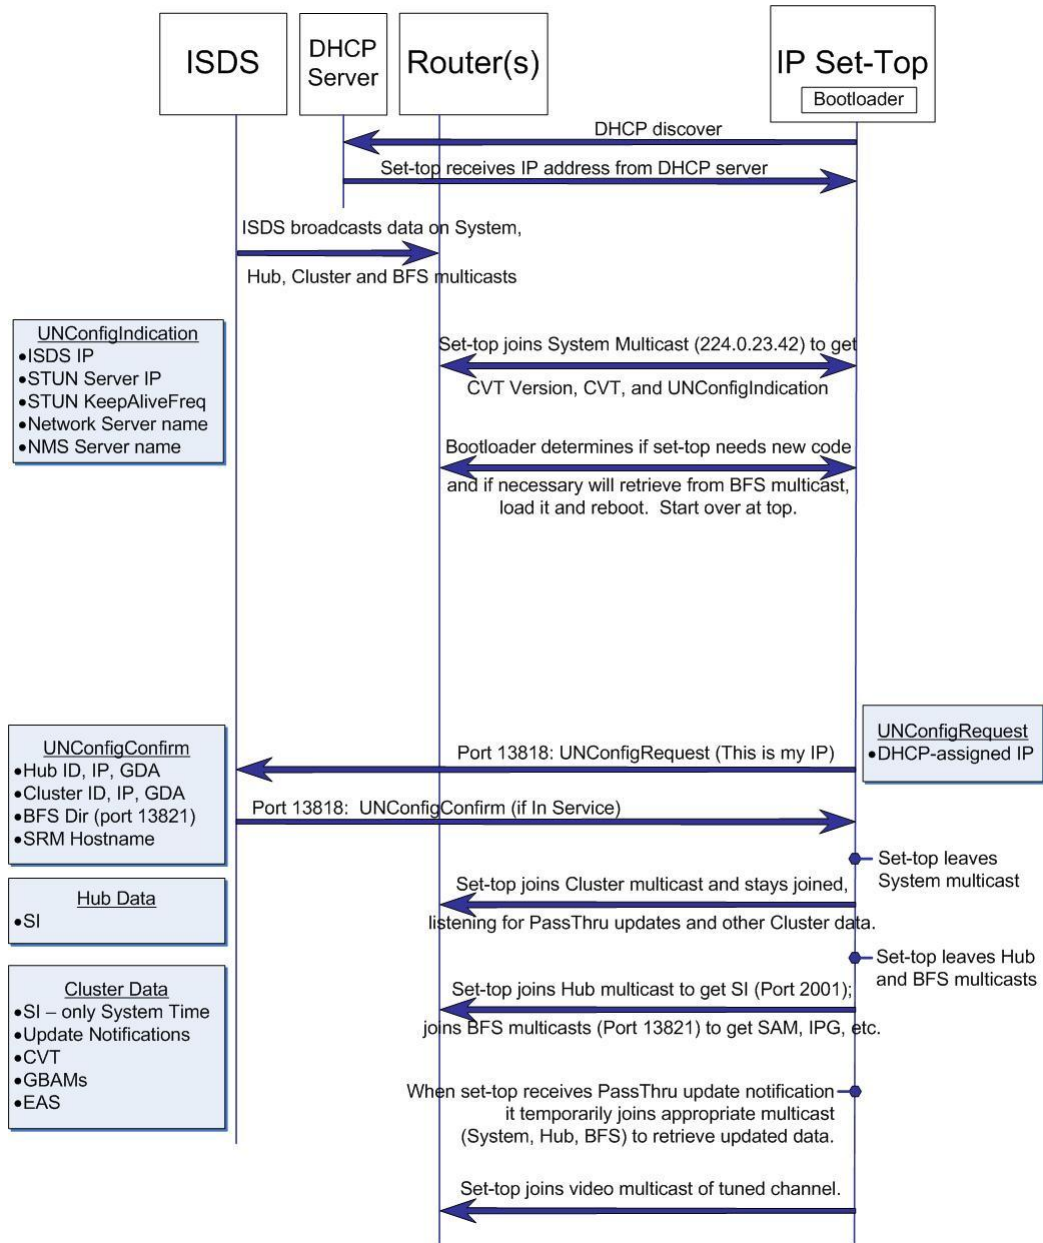 ISDS
DHCP
Server
Router(s)
IP Set-Top
Bootloader
DHCP discover
Set-top receives IP address from DHCP server
ISDS broadcasts data on System,
Hub, Cluster and BFS multicasts
UNConfigIndication
•ISDS IP
•STUN Server IP
•STUN KeepAliveFreq
•Network Server name
•NMS Server name
Set-top joins System Multicast (224.0.23.42) to get
CVT Version, CVT, and UNConfigIndication
Bootloader determines if set-top needs new code
and if necessary will retrieve from BFS multicast,
load it and reboot.  Start over at top.
UNConfigRequest
•DHCP-assigned IP
Port 13818: UNConfigRequest (This is my IP)
UNConfigConfirm
•Hub ID, IP, GDA
•Cluster ID, IP, GDA
•BFS Dir (port 13821)
•SRM Hostname
Port 13818:  UNConfigConfirm (if In Service)
Set-top leaves
System multicast
Hub Data
•SI
Set-top joins Cluster multicast and stays joined,
listening for PassThru updates and other Cluster data.
Set-top leaves Hub
and BFS multicasts
Cluster Data
•SI – only System Time
•Update Notifications
•CVT
•GBAMs
•EAS
Set-top joins Hub multicast to get SI (Port 2001);
joins BFS multicasts (Port 13821) to get SAM, IPG, etc.
When set-top receives PassThru update notification
it temporarily joins appropriate multicast
(System, Hub, BFS) to retrieve updated data.
Set-top joins video multicast of tuned channel.